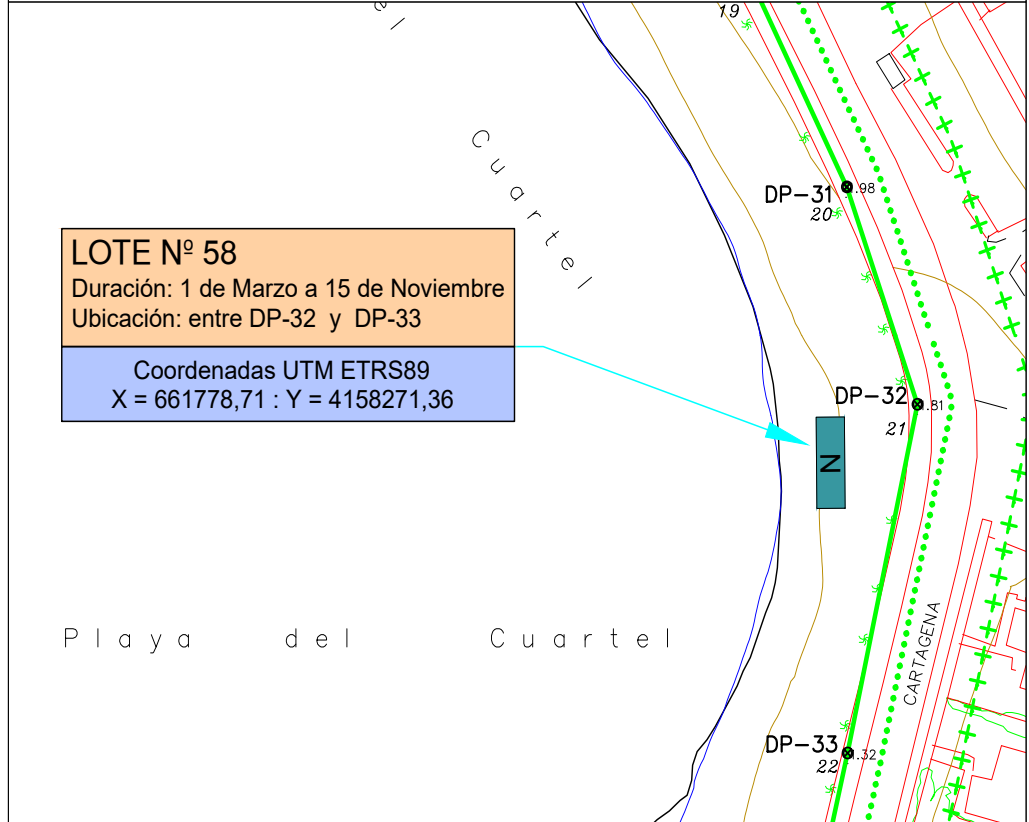 el
19
Cuartel
DP-31
.98
20
LOTE Nº 58
Duración: 1 de Marzo a 15 de Noviembre
Ubicación: entre DP-32 y DP-33
Coordenadas UTM ETRS89
X = 661778,71 : Y = 4158271,36
DP-32
.81
21
N
Playa del Cuartel
CARTAGENA
DP-33
.32
22